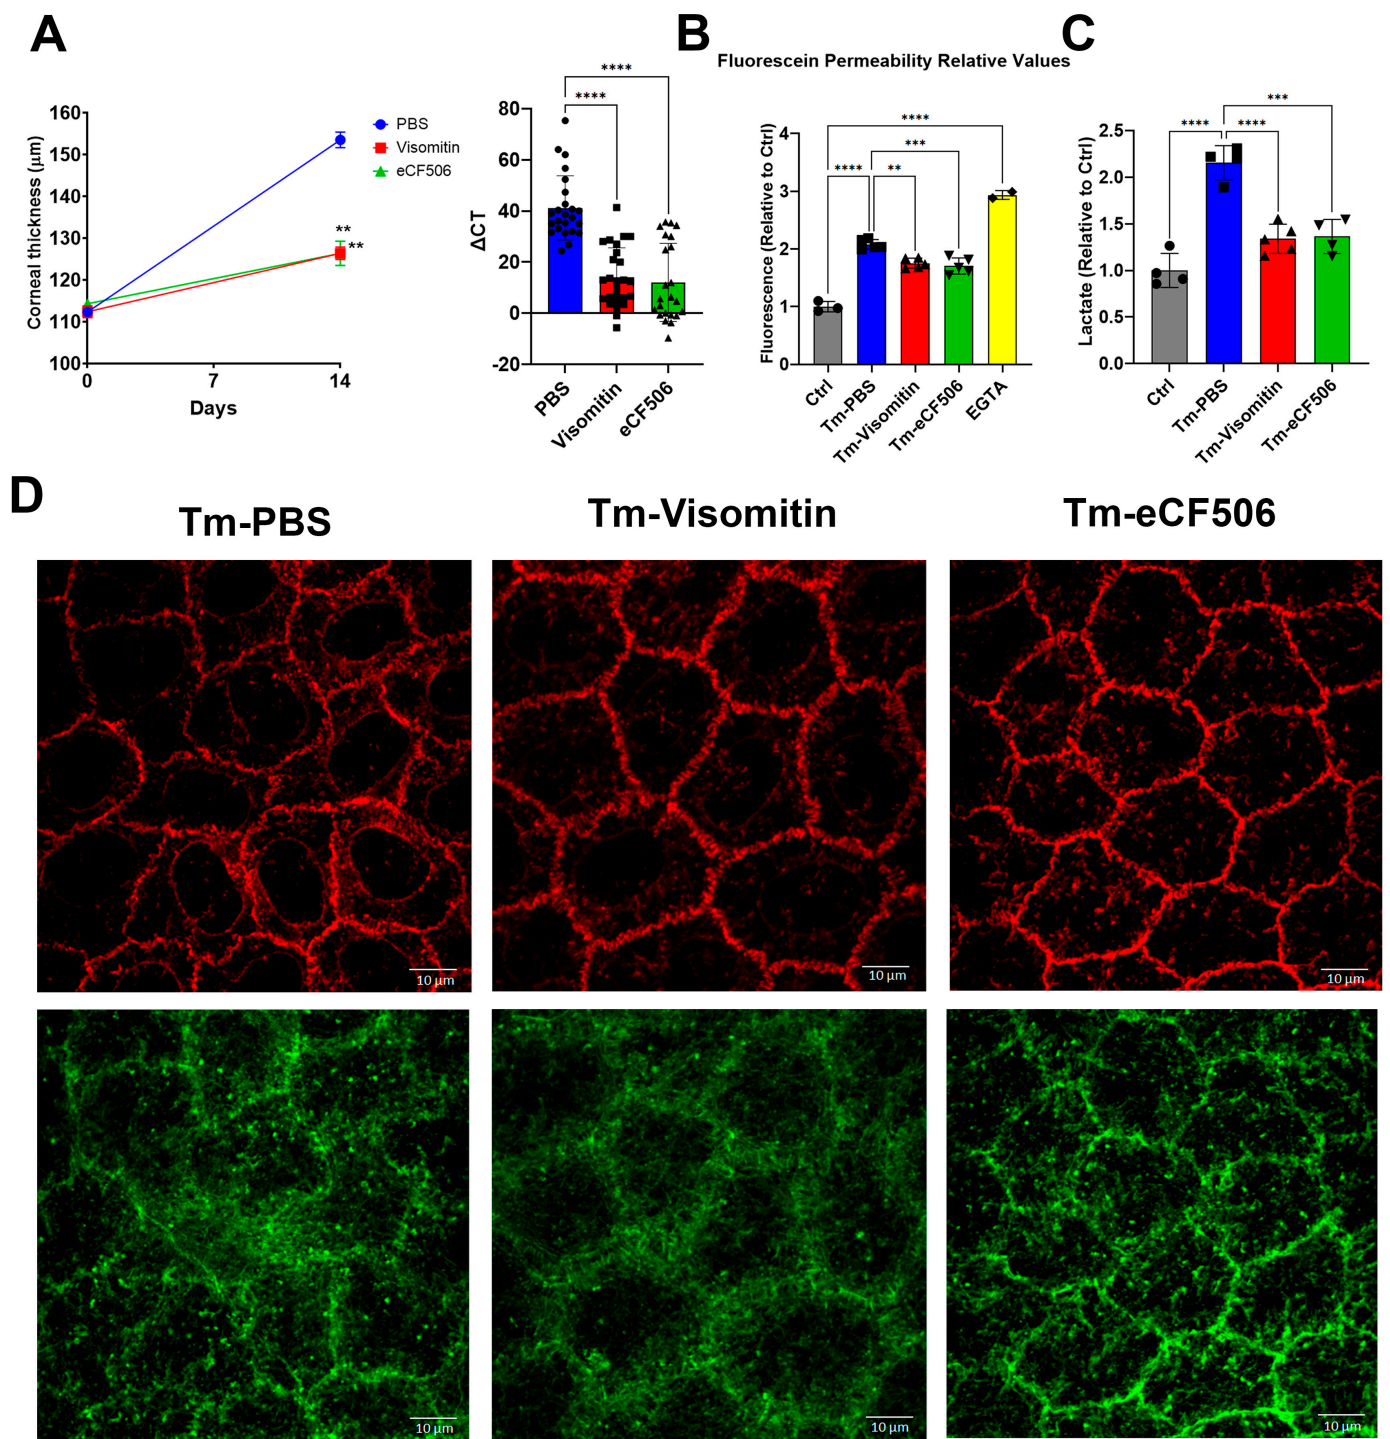 A
Corneal thickness (μm)
160
150
140
130
120
110
100
0
7
14
Days
PBS
Visomitin
eCF506
**
**
ΔCT
80
60
40
20
0
-20
****
****
PBS
Visomitin
eCF506
B
Fluorescein Permeability Relative Values
Fluorescence (Relative to Ctrl)
4
3
2
1
0
****
***
****
**
Ctrl
Tm-PBS
Tm-Visomitin
Tm-eCF506
EGTA
C
Lactate (Relative to Ctrl)
2.5
2.0
1.5
1.0
0.5
0.0
***
****
****
Ctrl
Tm-PBS
Tm-Visomitin
Tm-eCF506
D
Tm-PBS
Tm-Visomitin
Tm-eCF506
10 μm
10 μm
10 μm
10 μm
10 μm
10 μm